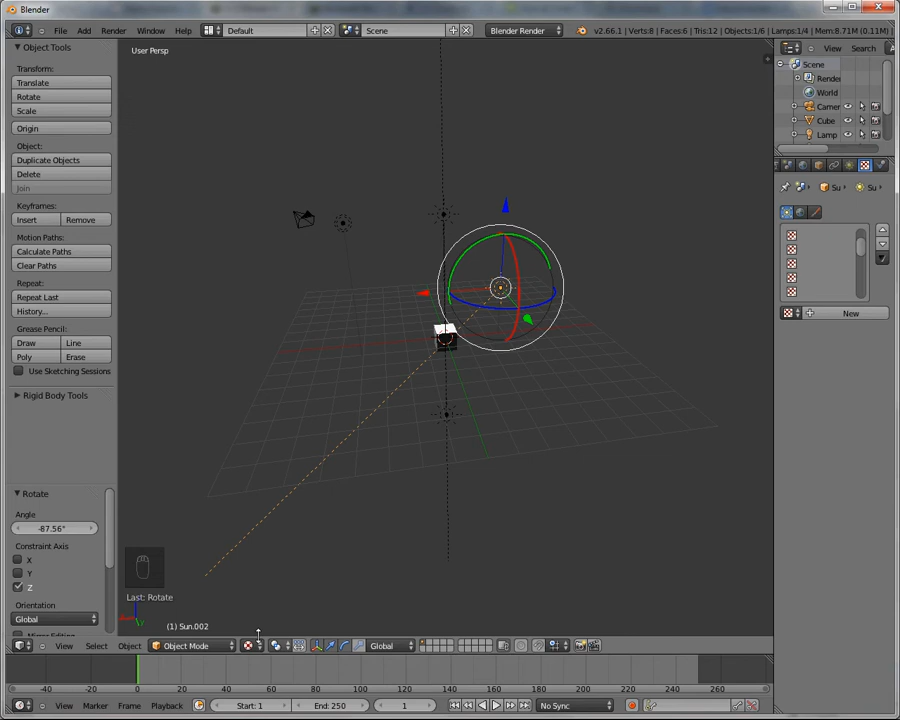 Blender
File Add Render Window Help
Default
Scene
Blender Render
v2.66.1 | Verts:8 | Faces:6 | Tris:12 | Objects:1/6 | Lamps:1/4 | Mem:8.71M (0.11M) |
Object Tools
Transform:
Translate
Rotate
Scale
Origin
Object:
Duplicate Objects
Delete
Join
Keyframes:
Insert Remove
Motion Paths:
Calculate Paths
Clear Paths
Repeat:
Repeat Last
History...
Grease Pencil:
Draw Line
Poly Erase
Use Sketching Sessions
Rigid Body Tools
Rotate
Angle
-87.56°
Constraint Axis
X
Y
Z
Orientation
Global
User Persp
Last: Rotate
(1) Sun.002
View Search
Scene
Rende
World
Camer
Cube
Lamp
Su Su
New
View Select Object Object Mode Global
-40 -20 0 20 40 60 80 100 120 140 160 180 200 220 240 260
View Marker Frame Playback Start: 1 End: 250 1 No Sync